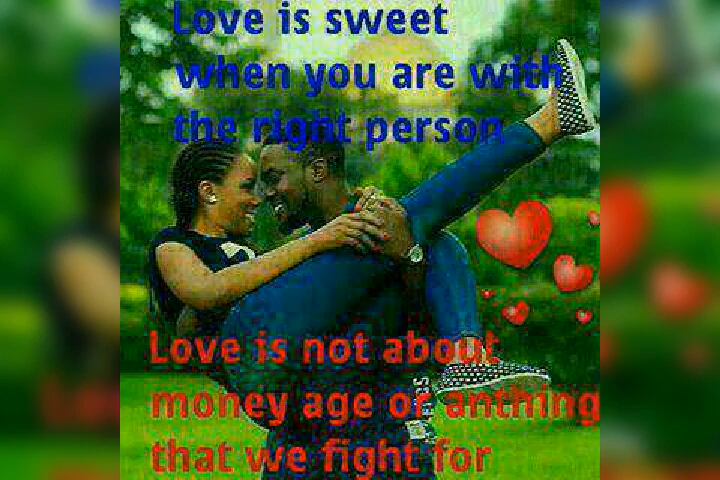 Love is sweet
when you are with
the right person
Love is not about
money age or anthing
that we fight for